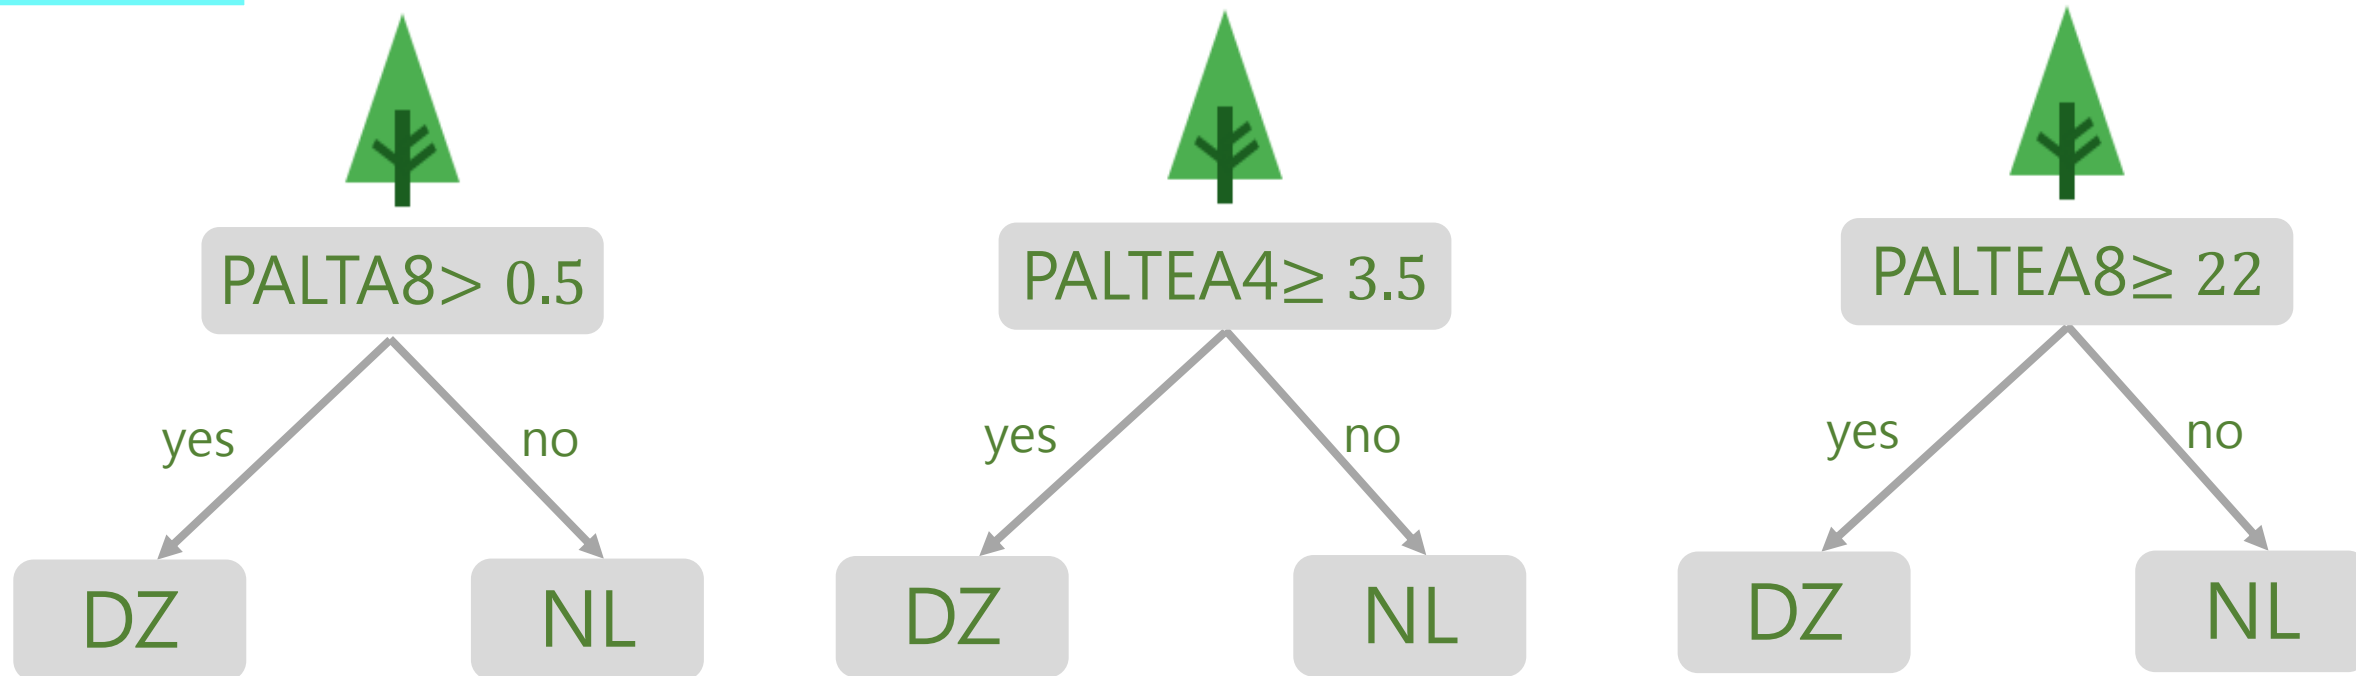 PALTA8> 0.5
yes
no
DZ
NL
PALTEA4≥ 3.5
yes
no
DZ
NL
PALTEA8≥ 22
yes
no
DZ
NL